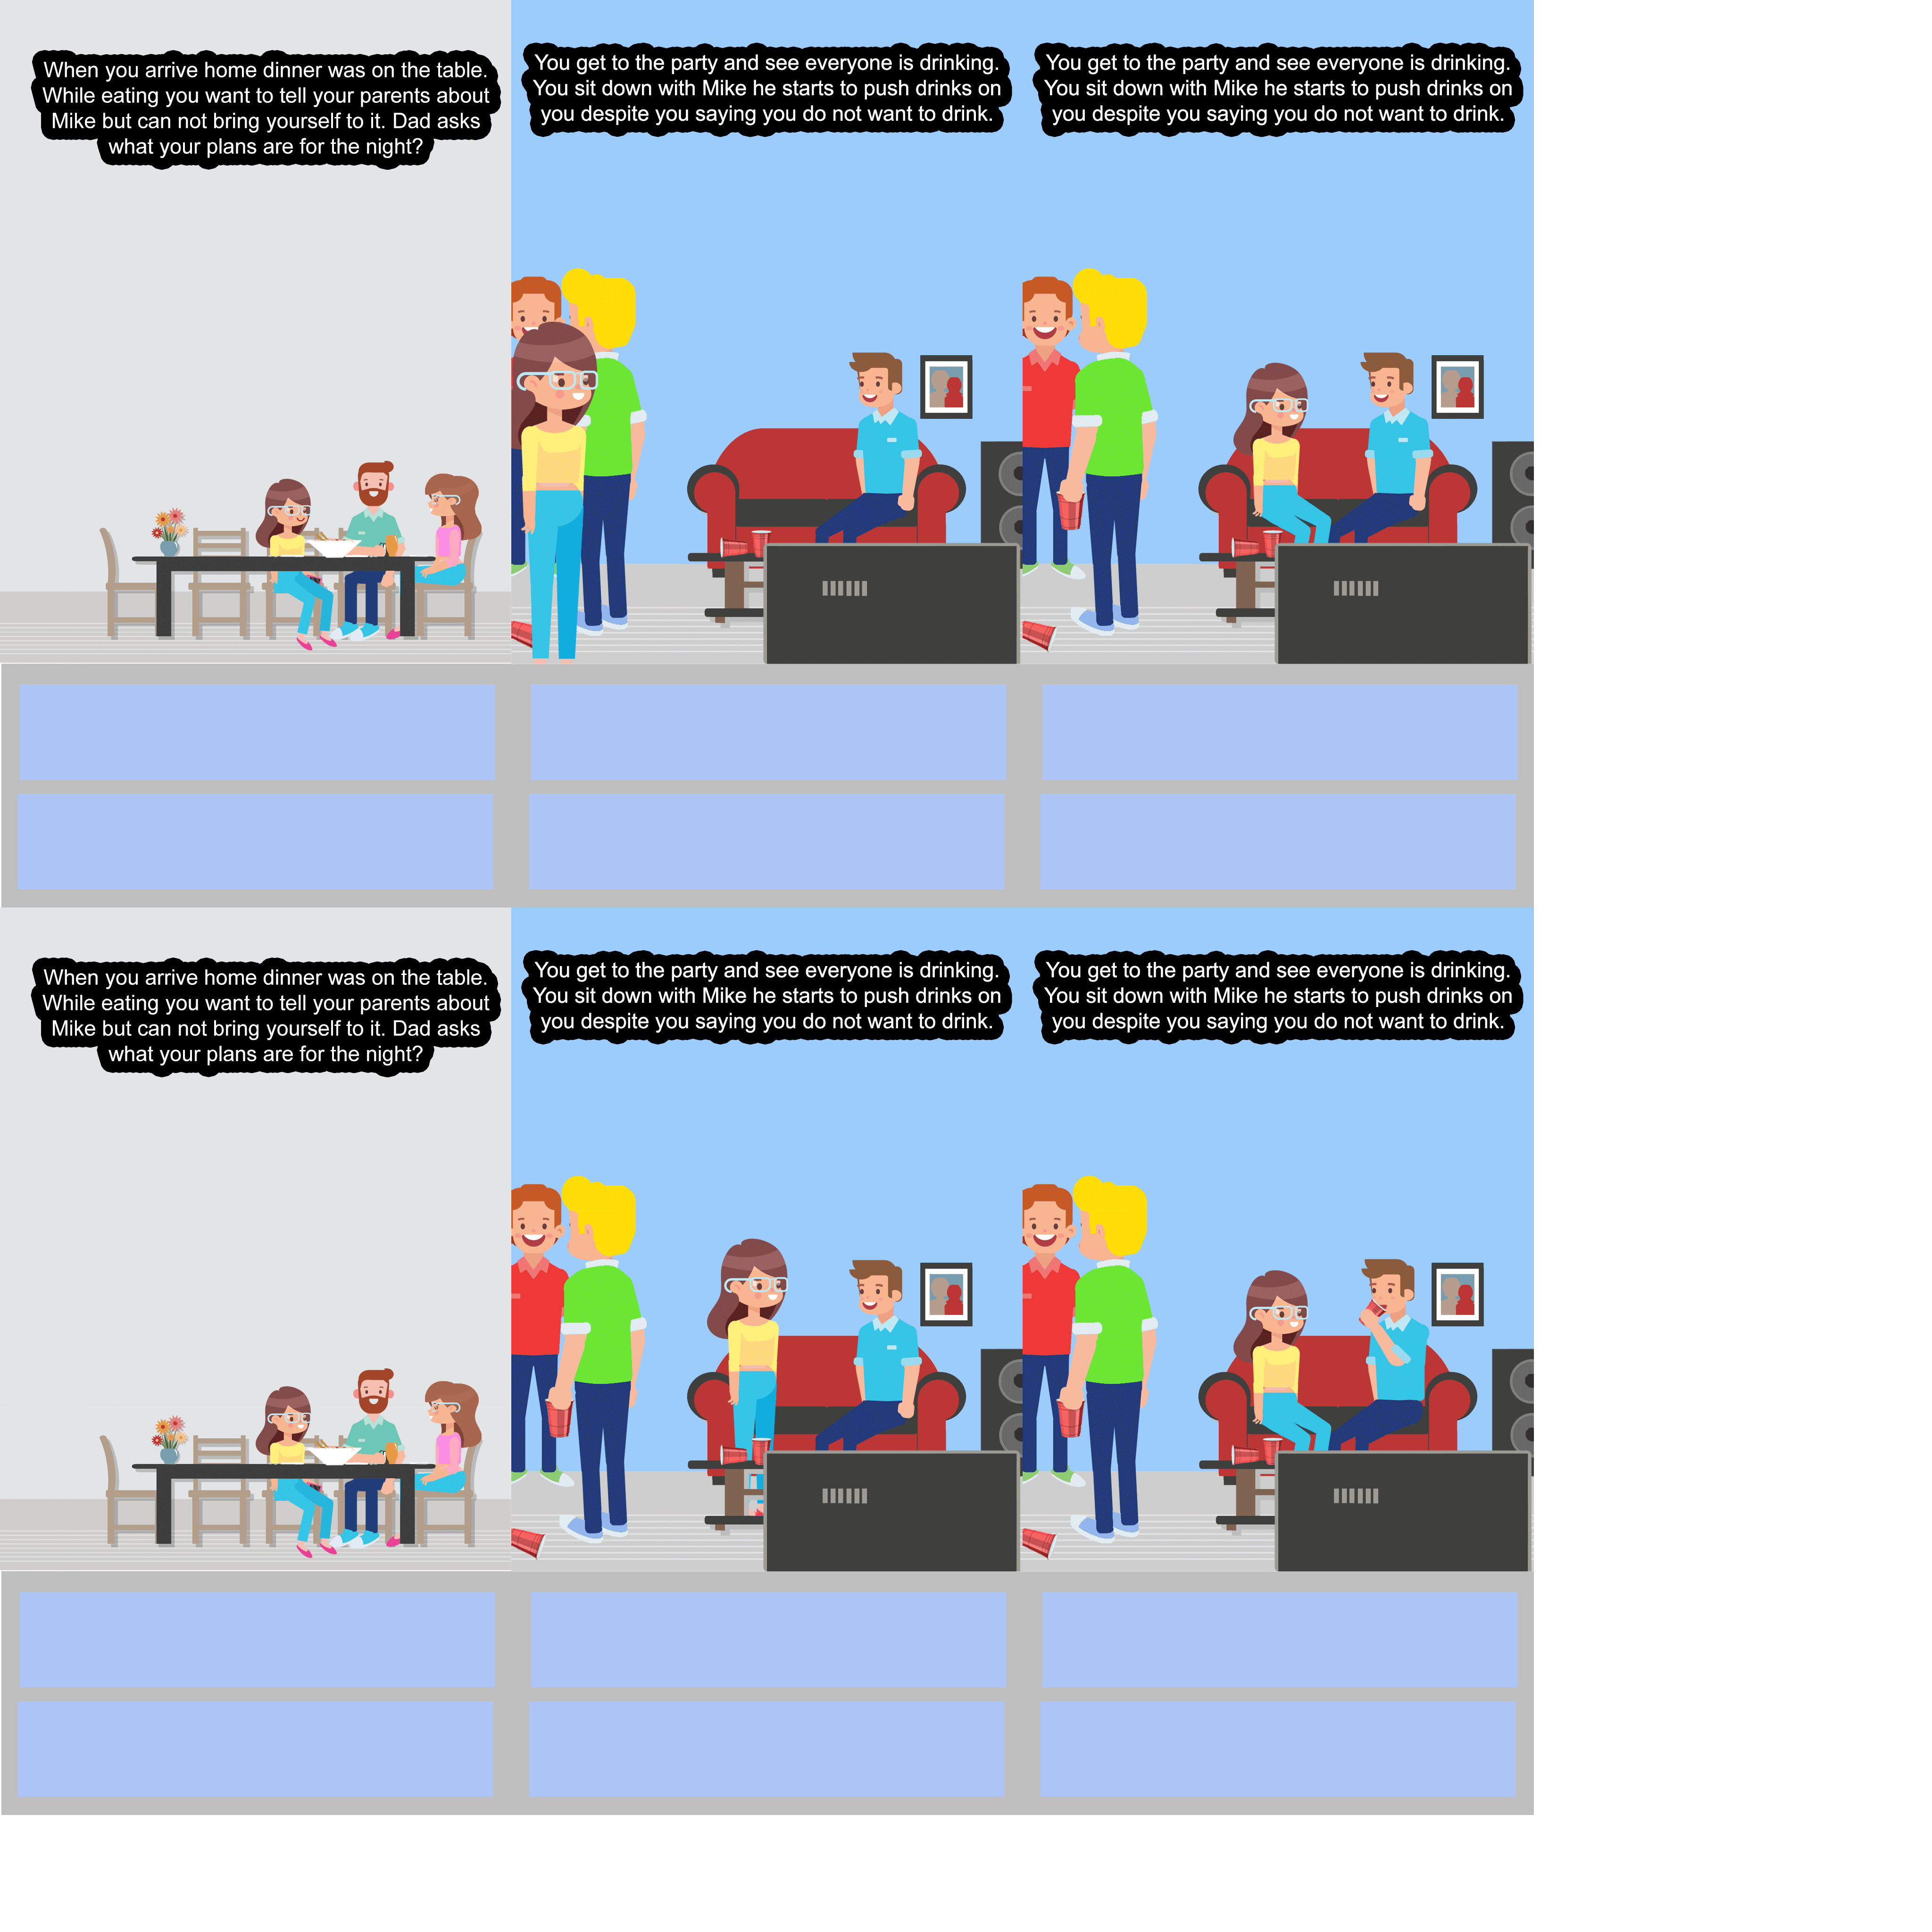 When you arrive home dinner was on the table.
While eating you want to tell your parents about
Mike but can not bring yourself to it. Dad asks
what your plans are for the night?
You get to the party and see everyone is drinking.
You sit down with Mike he starts to push drinks on
you despite you saying you do not want to drink.
You get to the party and see everyone is drinking.
You sit down with Mike he starts to push drinks on
you despite you saying you do not want to drink.
When you arrive home dinner was on the table.
While eating you want to tell your parents about
Mike but can not bring yourself to it. Dad asks
what your plans are for the night?
You get to the party and see everyone is drinking.
You sit down with Mike he starts to push drinks on
you despite you saying you do not want to drink.
You get to the party and see everyone is drinking.
You sit down with Mike he starts to push drinks on
you despite you saying you do not want to drink.